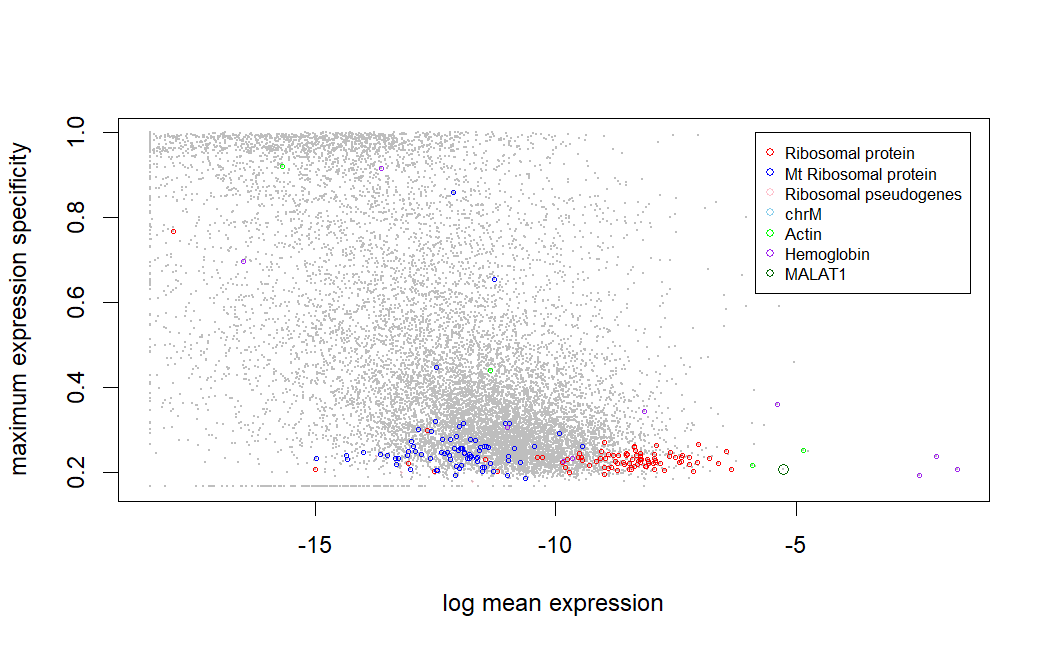 maximum expression specificity
1.0
0.8
0.6
0.4
0.2
Ribosomal protein
Mt Ribosomal protein
Ribosomal pseudogenes
chrM
Actin
Hemoglobin
MALAT1
-15
-10
-5
log mean expression